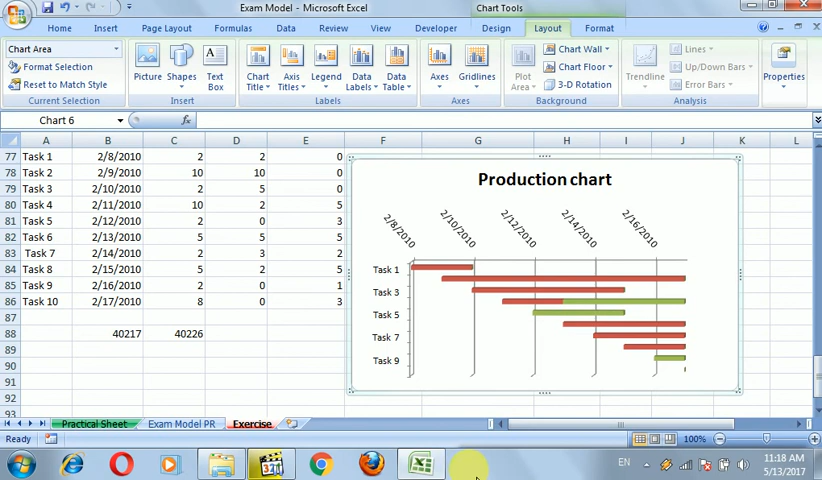 Exam Model - Microsoft Excel
Chart Tools
Home Insert Page Layout Formulas Data Review View Developer Design Layout Format
Chart Area
Format Selection
Reset to Match Style
Current Selection
Picture Shapes Text Box
Insert
Chart Title Axis Titles Legend Data Labels Data Table
Labels
Axes Gridlines
Axes
Plot Area Chart Wall
Chart Floor
3-D Rotation
Background
Trendline Lines
Up/Down Bars
Error Bars
Analysis
Properties
Chart 6 fx
A B C D E F G H I J K L
77 Task 1 2/8/2010 2 2 0
78 Task 2 2/9/2010 10 10 0
79 Task 3 2/10/2010 2 5 0
80 Task 4 2/11/2010 10 2 5
81 Task 5 2/12/2010 2 0 3
82 Task 6 2/13/2010 5 5 5
83 Task 7 2/14/2010 2 3 2
84 Task 8 2/15/2010 5 2 5
85 Task 9 2/16/2010 2 0 1
86 Task 10 2/17/2010 8 0 3
87
88 40217 40226
89
90
91
92
93
Production chart
2/8/2010 2/10/2010 2/12/2010 2/14/2010 2/16/2010
Task 1
Task 3
Task 5
Task 7
Task 9
Practical Sheet Exam Model PR Exercise
Ready 100%
EN 11:18 AM
5/13/2017